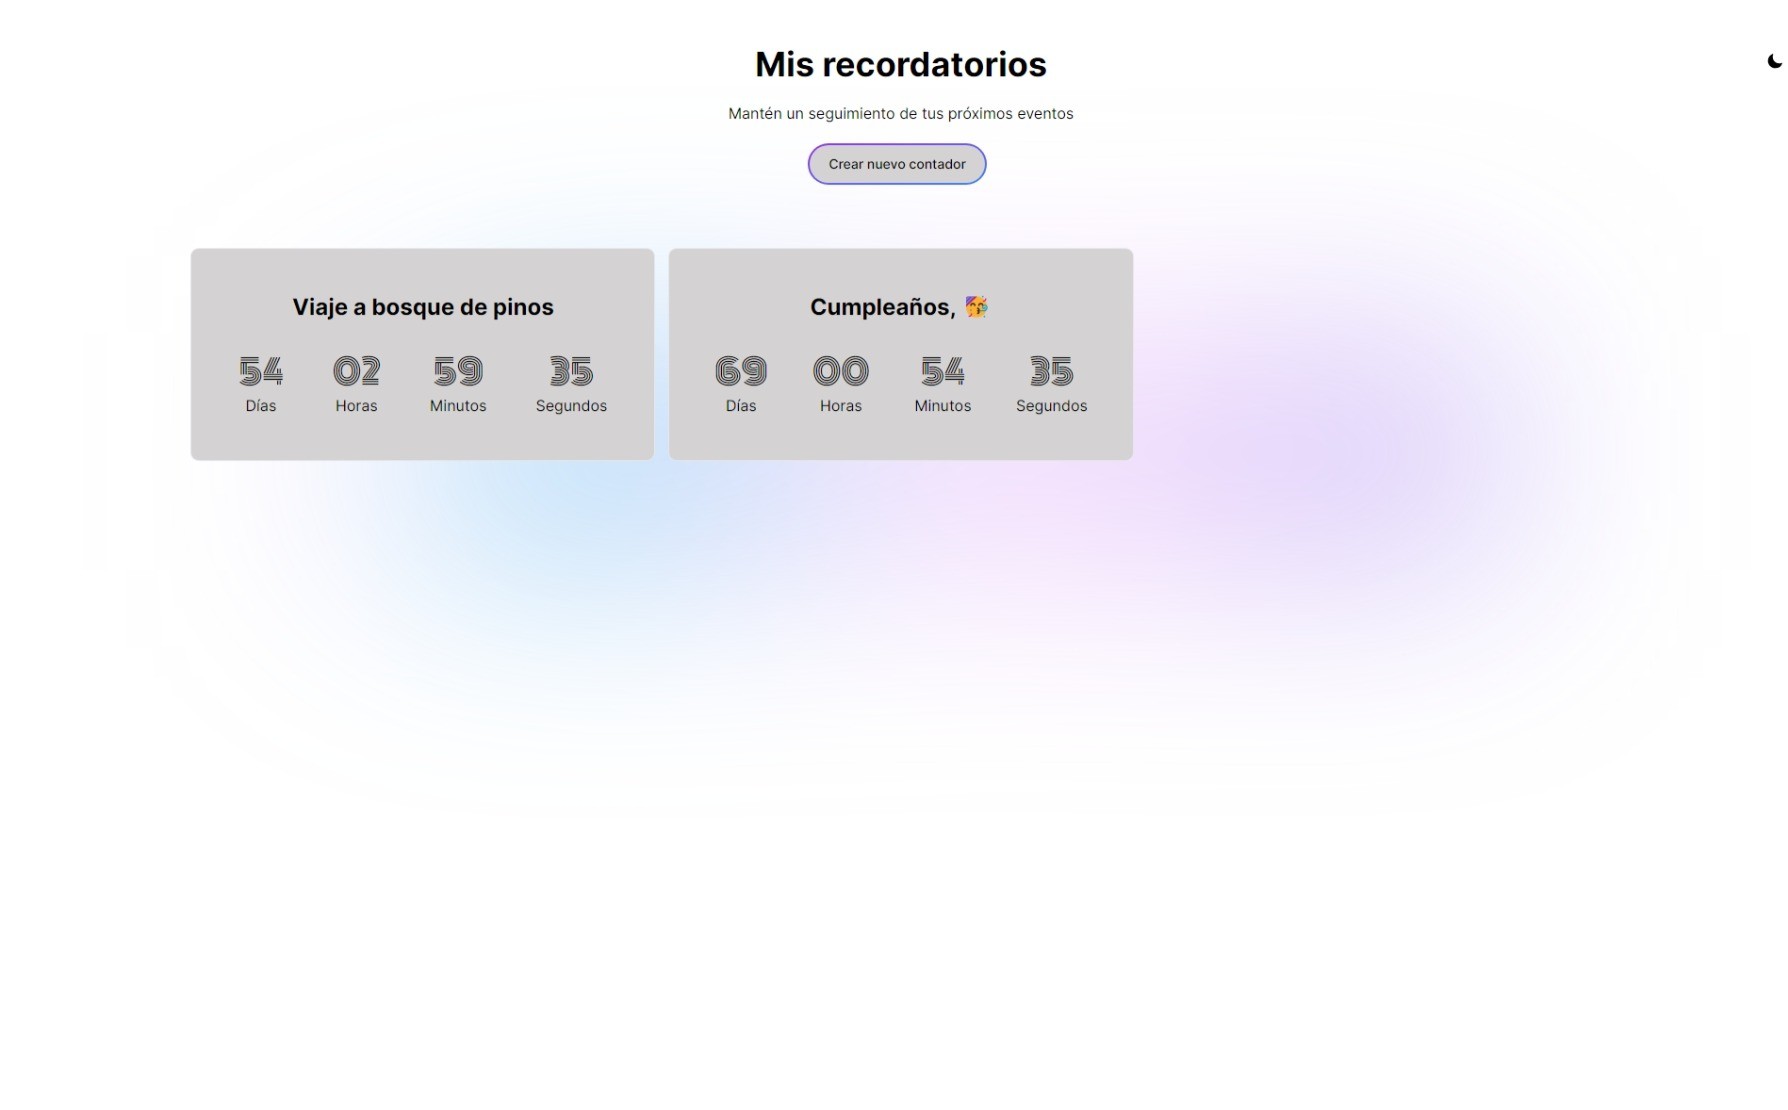 Mis recordatorios
Mantén un seguimiento de tus próximos eventos
Crear nuevo contador
Viaje a bosque de pinos
54 02 59 35
Días Horas Minutos Segundos
Cumpleaños, 🥳
69 00 54 35
Días Horas Minutos Segundos